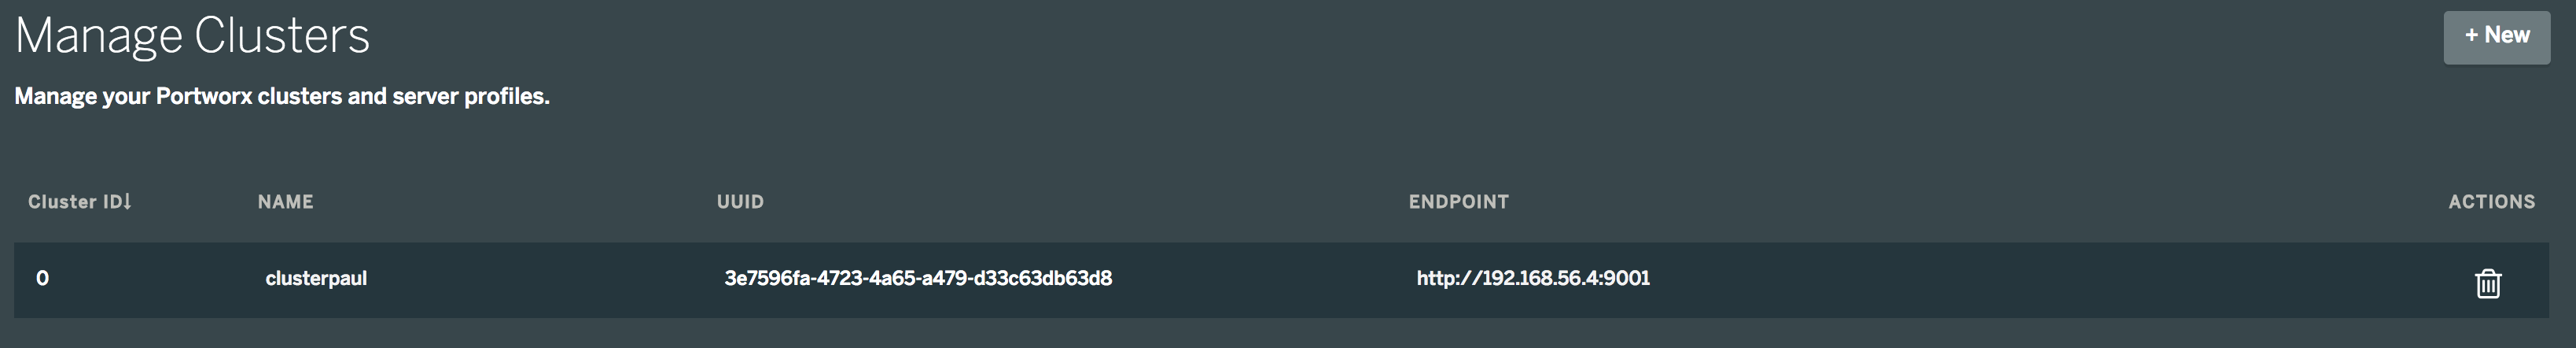 Manage Clusters
+ New
Manage your Portworx clusters and server profiles.
Cluster ID↓ NAME UUID ENDPOINT ACTIONS
0 clusterpaul 3e7596fa-4723-4a65-a479-d33c63db63d8 http://192.168.56.4:9001